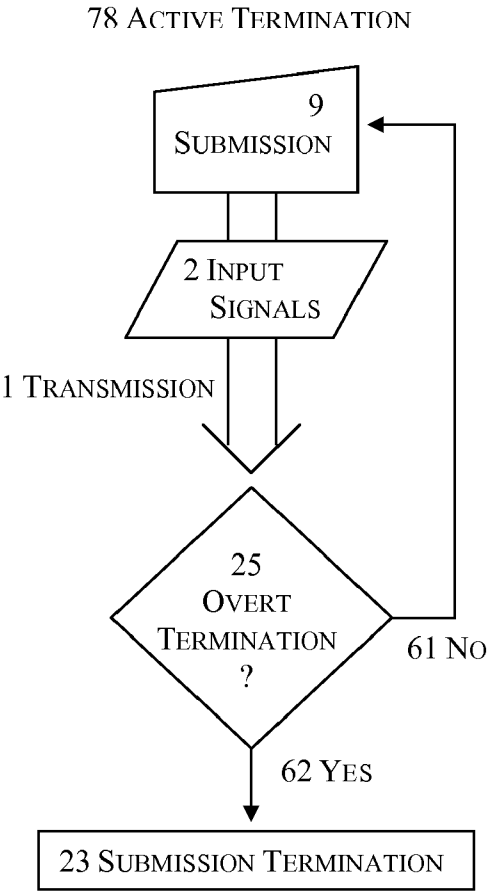 78 ACTIVE TERMINATION
9
SUBMISSION
2 INPUT
SIGNALS
1 TRANSMISSION
25
OVERT
TERMINATION
?
61 NO
62 YES
23 SUBMISSION TERMINATION